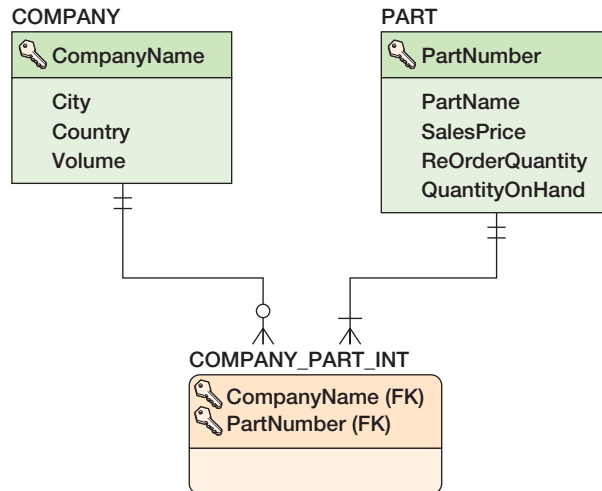 COMPANY
CompanyName
City
Country
Volume
PART
PartNumber
PartName
SalesPrice
ReOrderQuantity
QuantityOnHand
COMPANY_PART_INT
CompanyName (FK)
PartNumber (FK)